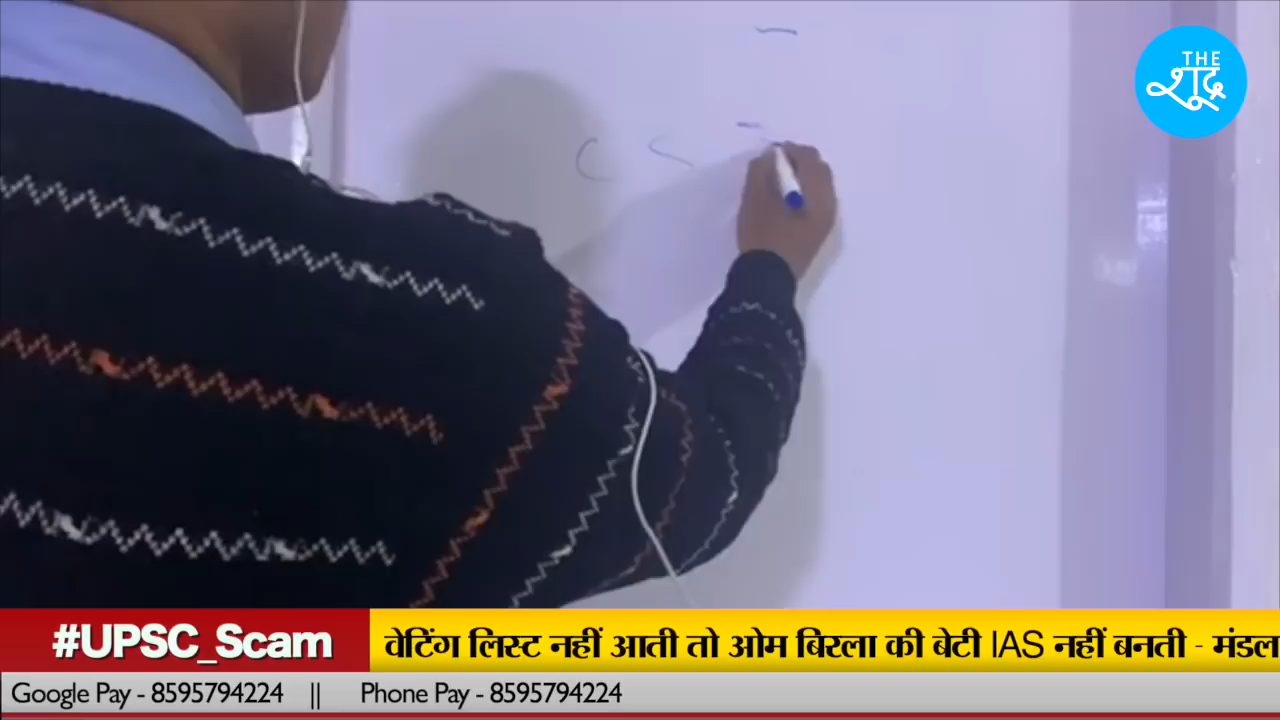 THE
शूद्र
#UPSC_Scam
वेटिंग लिस्ट नहीं आती तो ओम बिरला की बेटी IAS नहीं बनती - मंडल
Google Pay - 8595794224 || Phone Pay - 8595794224